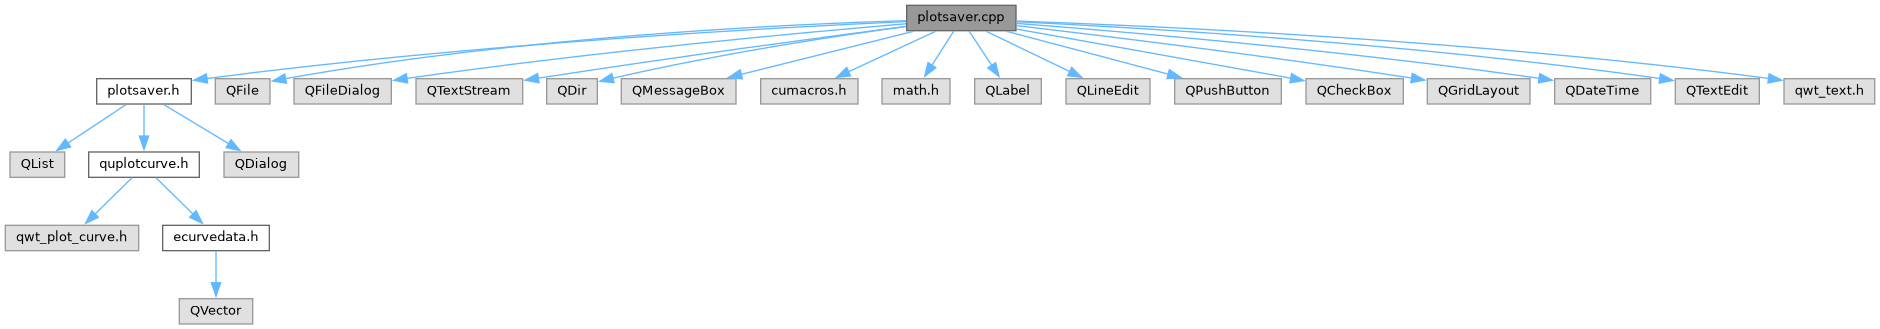 plotsaver.cpp
plotsaver.h
QFile
QFileDialog
QTextStream
QDir
QMessageBox
cumacros.h
math.h
QLabel
QLineEdit
QPushButton
QCheckBox
QGridLayout
QDateTime
QTextEdit
qwt_text.h
QList
quplotcurve.h
QDialog
qwt_plot_curve.h
ecurvedata.h
QVector